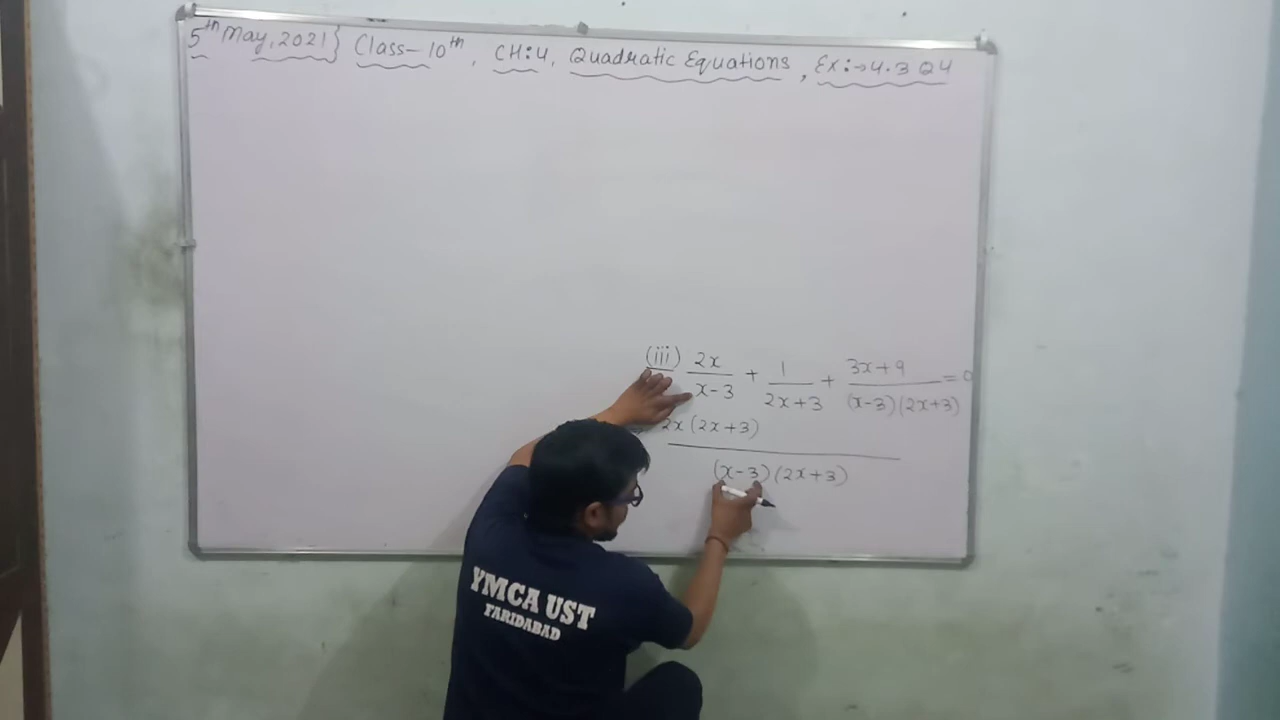 5th May, 2021} Class-10th, CH:4, Quadratic Equations, Ex:→4.3 Q4
(iii) 2x/x-3 + 1/2x+3 + 3x+9/(x-3)(2x+3) = 0
2x(2x+3)
(x-3)(2x+3)
YMCA UST
FARIDABAD